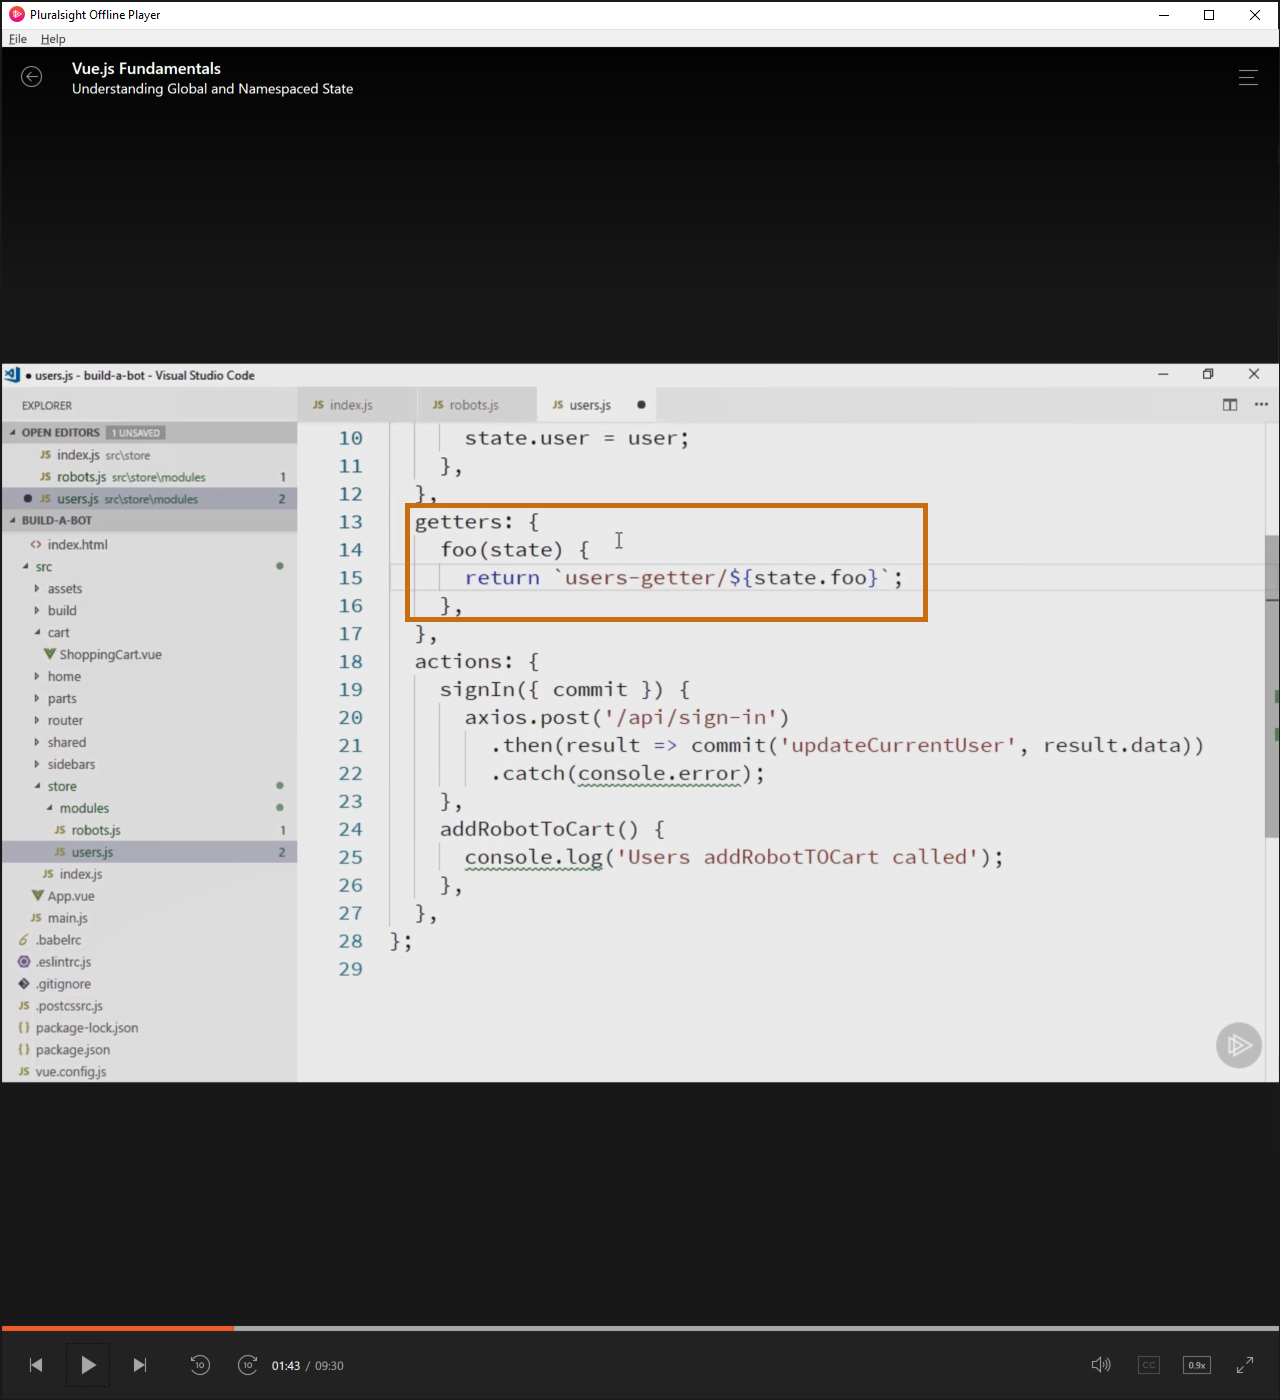 Pluralsight Offline Player
File Help
Vue.js Fundamentals
Understanding Global and Namespaced State
● users.js - build-a-bot - Visual Studio Code
EXPLORER
JS index.js
JS robots.js
JS users.js
OPEN EDITORS 1 UNSAVED
JS index.js src\store
JS robots.js src\store\modules 1
JS users.js src\store\modules 2
BUILD-A-BOT
<> index.html
src
assets
build
cart
ShoppingCart.vue
home
parts
router
shared
sidebars
store
modules
JS robots.js 1
JS users.js 2
JS index.js
App.vue
JS main.js
.babelrc
.eslintrc.js
.gitignore
JS .postcssrc.js
{} package-lock.json
{} package.json
JS vue.config.js
10 state.user = user;
11 },
12 },
13 getters: {
14 foo(state) {
15 return `users-getter/${state.foo}`;
16 },
17 },
18 actions: {
19 signIn({ commit }) {
20 axios.post('/api/sign-in')
21 .then(result => commit('updateCurrentUser', result.data))
22 .catch(console.error);
23 },
24 addRobotToCart() {
25 console.log('Users addRobotTOCart called');
26 },
27 },
28 };
29
10
10
01:43 / 09:30
CC
0.9x